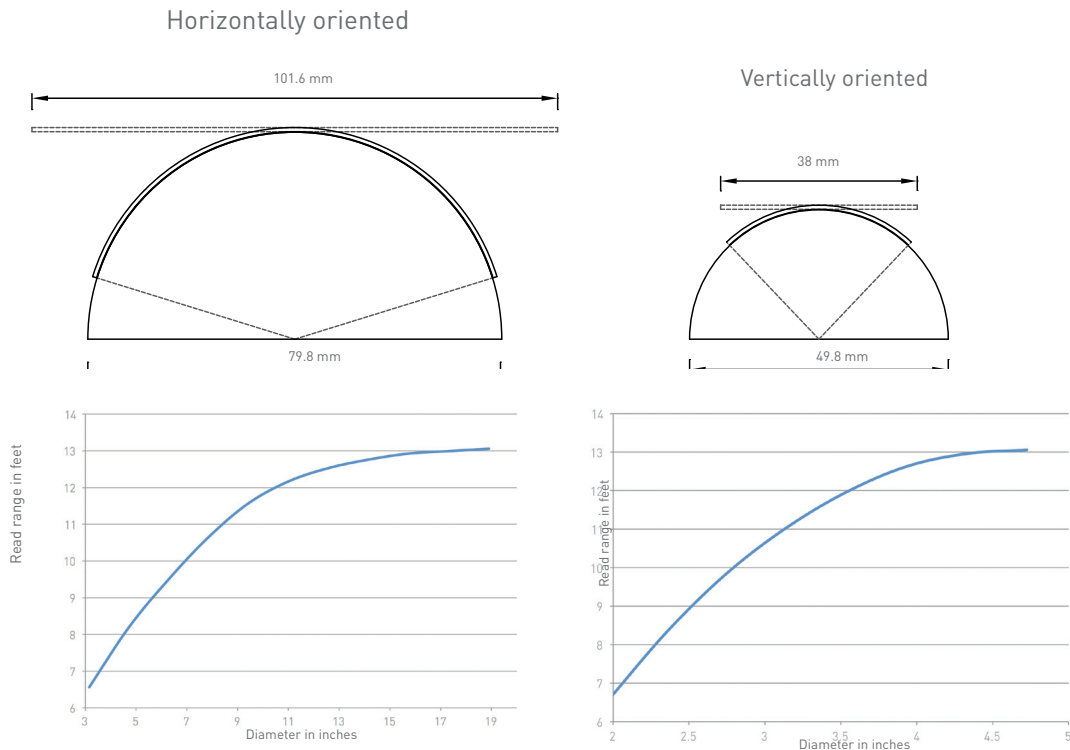 Horizontally oriented
101.6 mm
79.8 mm
Vertically oriented
38 mm
49.8 mm
Read range in feet
14
13
12
11
10
9
8
7
6
3 5 7 9 11 13 15 17 19
Diameter in inches
Read range in feet
14
13
12
11
10
9
8
7
6
2 2.5 3 3.5 4 4.5 5
Diameter in inches